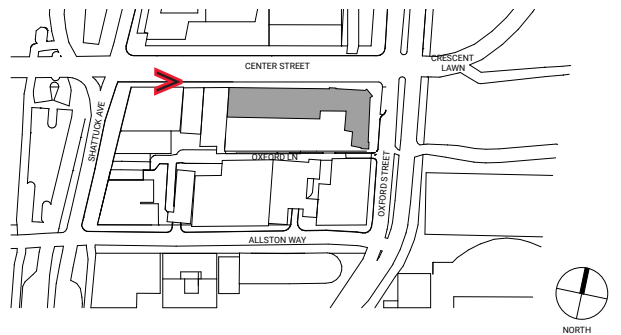 CENTER STREET
CRESCENT
LAWN
SHATTUCK AVE
OXFORD LN
OXFORD STREET
ALLSTON WAY
NORTH